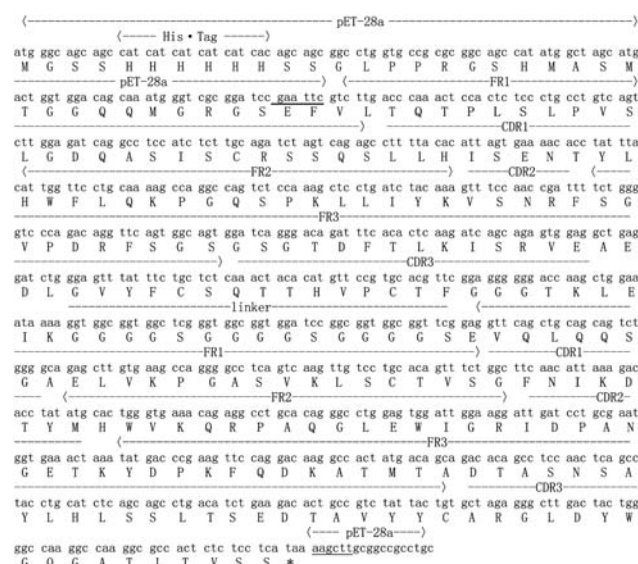 pET-28a
His•Tag
atg ggc agc agc cat cat cat cat cat cac agc agc ggc ctg gtg ccg cgc ggc agc cat atg gct agc atg
M G S S H H H H H H S S G L P P R G S H M A S M
pET-28a FR1
act ggt gga cag caa atg ggt cgc gga tcc gaa ttc gtc ttg acc caa act cca ctc tcc ctg cct gtc agt
T G G Q Q M G R G S E F V L T Q T P L S L P V S
CDR1
ctt gga gat cag gcc tcc atc tct tgc aga tct agt cag agc ctt tta cac att agt gaa aac acc tat tta
L G D Q A S I S C R S S Q S L L H I S E N T Y L
FR2 CDR2
cat tgg ttc ctg caa aag cca ggc cag tct cca aag ctc ctg atc tac aaa gtt tcc aac cga ttt tct ggg
H W F L Q K P G Q S P K L L I Y K V S N R F S G
FR3
gtc cca gac agg ttc agt ggc agt gga tca ggg aca gat ttc aca ctc aag atc agc aga gtg gag gct gag
V P D R F S G S G S G T D F T L K I S R V E A E
CDR3
gat ctg gga gtt tat ttc tgc tct caa act aca cat gtt ccg tgc acg ttc gga ggg ggg acc aag ctg gaa
D L G V Y F C S Q T T H V P C T F G G G T K L E
linker
ata aaa ggt ggc ggt ggc tcg ggt ggc ggt gga tcc ggc ggt ggc ggt tcg gag gtt cag ctg cag cag tct
I K G G G G S G G G G S G G G G S E V Q L Q Q S
FR1 CDR1
ggg gca gag ctt gtg aag cca ggg gcc tca gtc aag ttg tcc tgc aca gtt tct ggc ttc aac att aaa gat
G A E L V K P G A S V K L S C T V S G F N I K D
FR2 CDR2
acc tat atg cac tgg gtg aaa cag agg cct gca cag ggc ctg gag tgg att gga agg att gat cct gcg aat
T Y M H W V K Q R P A Q G L E W I G R I D P A N
FR3
ggt gaa act aaa tat gac ccg aag ttc cag gac aag gcc act atg aca gca gac aca tcc aac tca gcc
G E T K Y D P K F Q D K A T M T A D T A S N S A
CDR3
tac ctg cat ctc agc agc ctg aca tct gaa gac act gcc gtc tat tac tgt gct aga ggg ctt gac tac tgg
Y L H L S S L T S E D T A V Y Y C A R G L D Y W
pET-28a
ggc caa ggc caa ggc gcc act ctc tcc tca taa aagcttgcggccgcctgc
G Q G A T L T V S S *